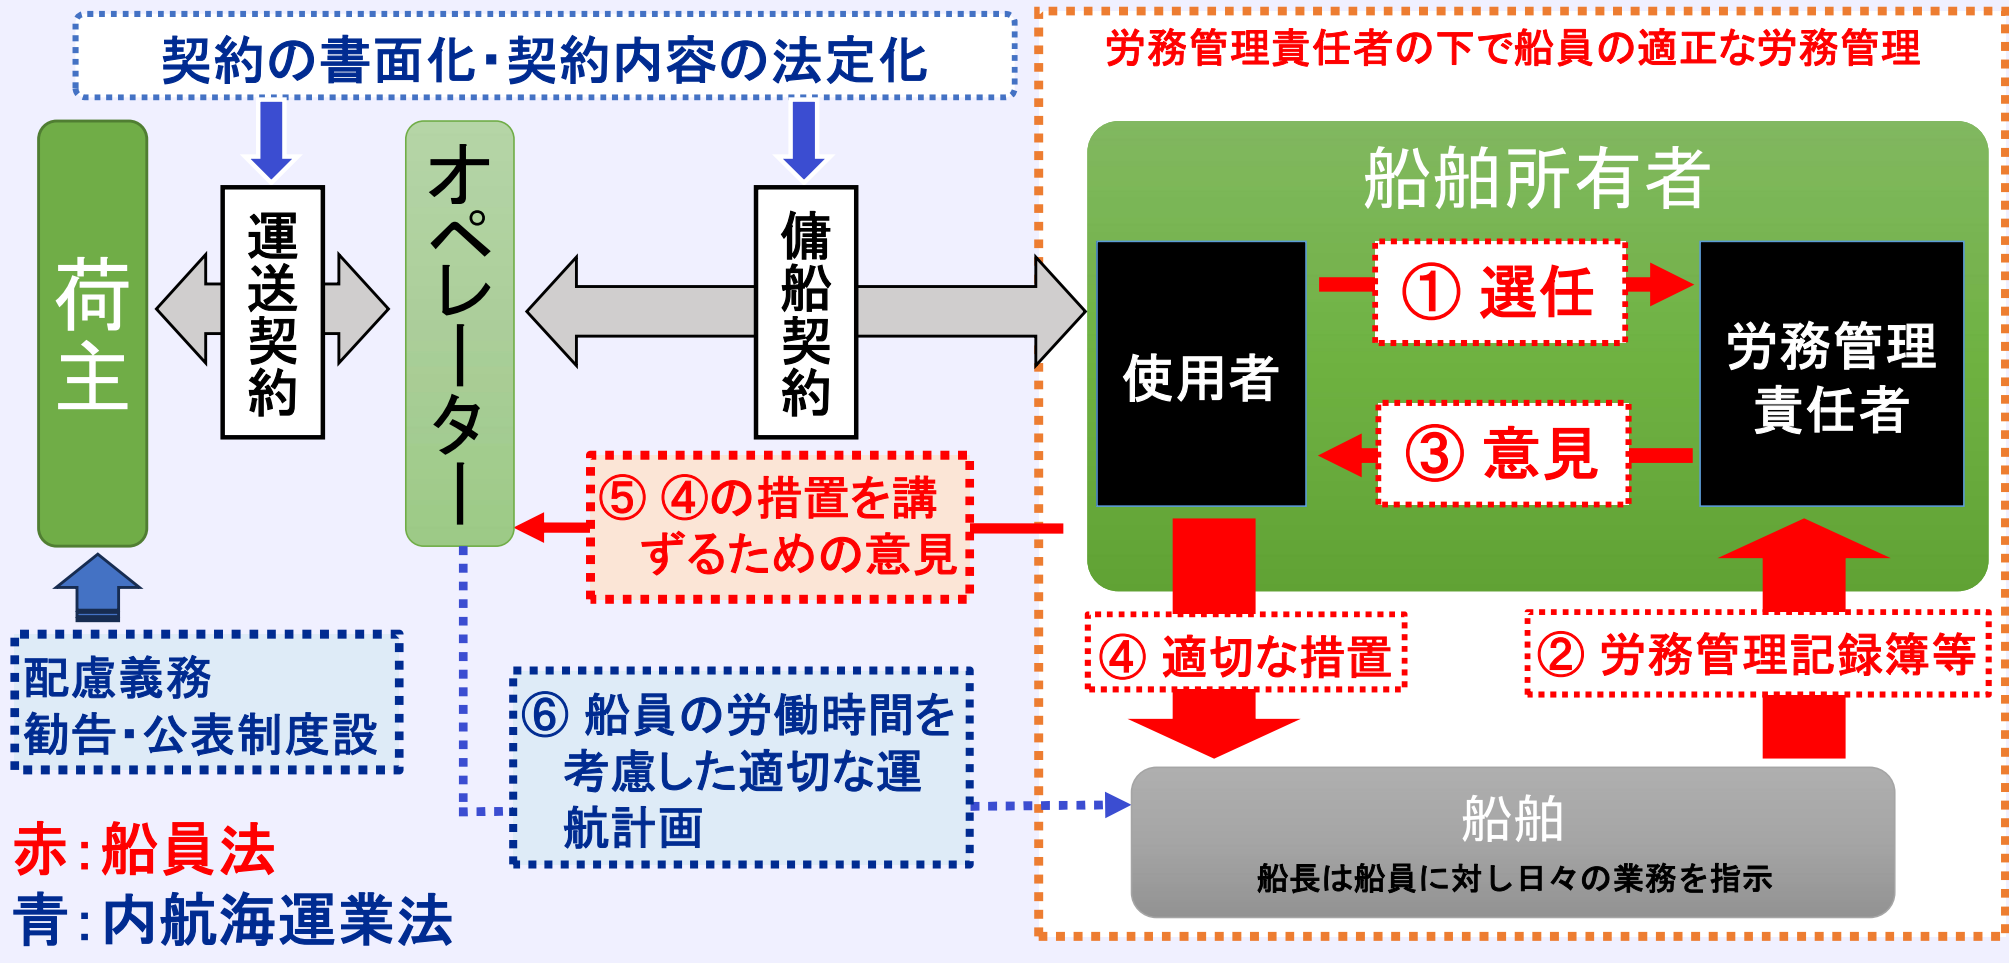 契約の書面化・契約内容の法定化
労務管理責任者の下で船員の適正な労務管理
荷主
運送契約
オペレーター
傭船契約
船舶所有者
使用者
① 選任
③ 意見
労務管理
責任者
⑤ ④の措置を講
ずるための意見
④ 適切な措置
② 労務管理記録簿等
配慮義務
勧告・公表制度設
⑥ 船員の労働時間を
考慮した適切な運
航計画
船舶
船長は船員に対し日々の業務を指示
赤：船員法
青：内航海運業法